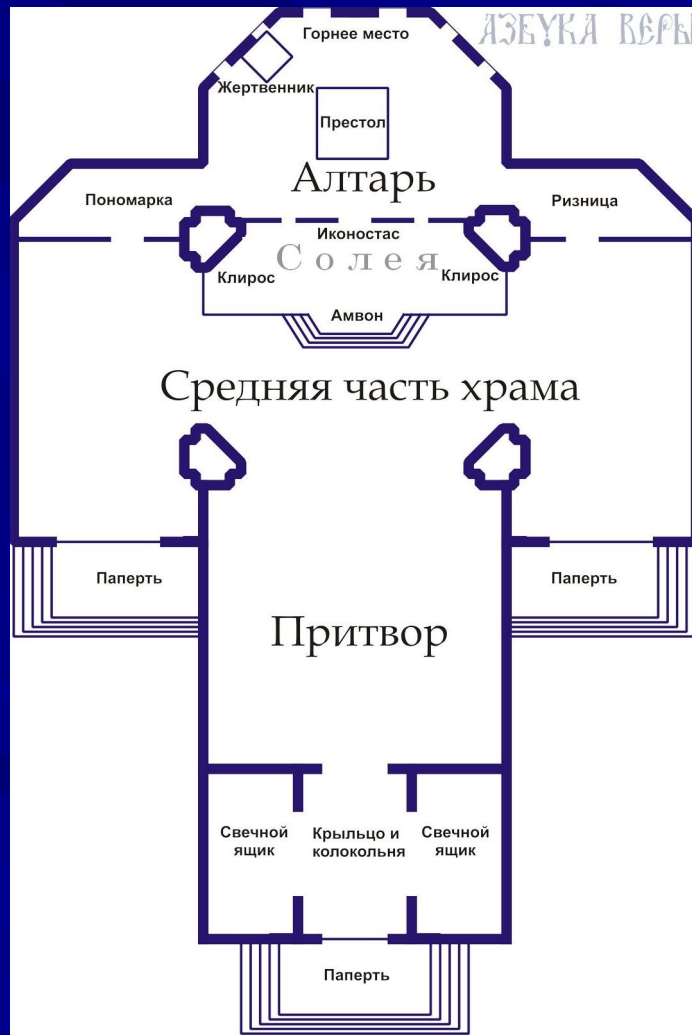 АЗБУКА ВЕРЫ
Горнее место
Жертвенник
Престол
Алтарь
Пономарка
Ризница
Иконостас
Солея
Клирос
Клирос
Амвон
Средняя часть храма
Паперть
Паперть
Притвор
Свечной
ящик
Крыльцо и
колокольня
Свечной
ящик
Паперть